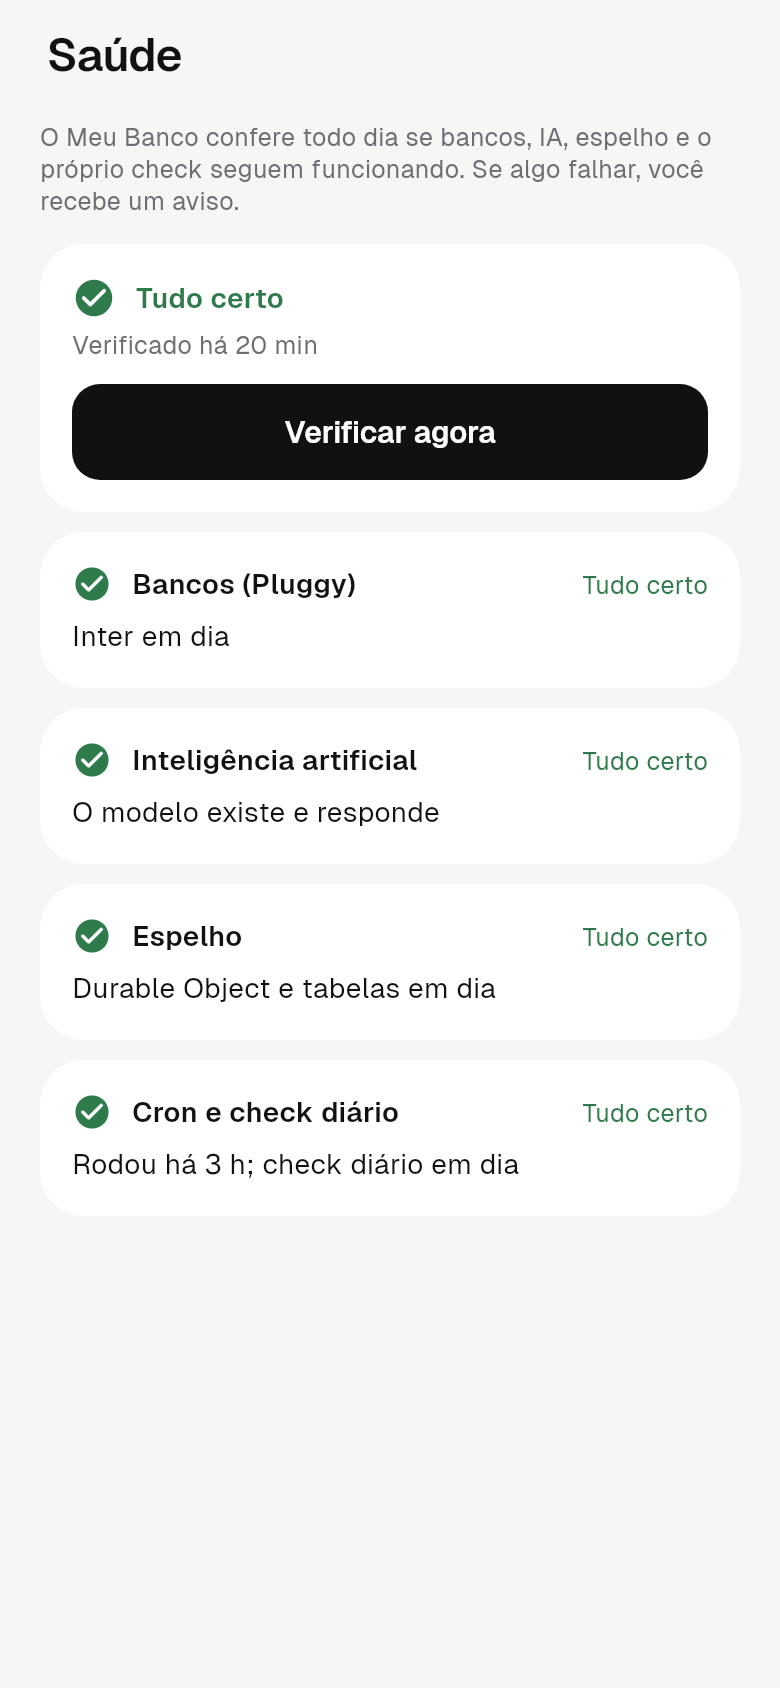 Saúde
O Meu Banco confere todo dia se bancos, IA, espelho e o
próprio check seguem funcionando. Se algo falhar, você
recebe um aviso.
Tudo certo
Verificado há 20 min
Verificar agora
Bancos (Pluggy) Tudo certo
Inter em dia
Inteligência artificial Tudo certo
O modelo existe e responde
Espelho Tudo certo
Durable Object e tabelas em dia
Cron e check diário Tudo certo
Rodou há 3 h; check diário em dia